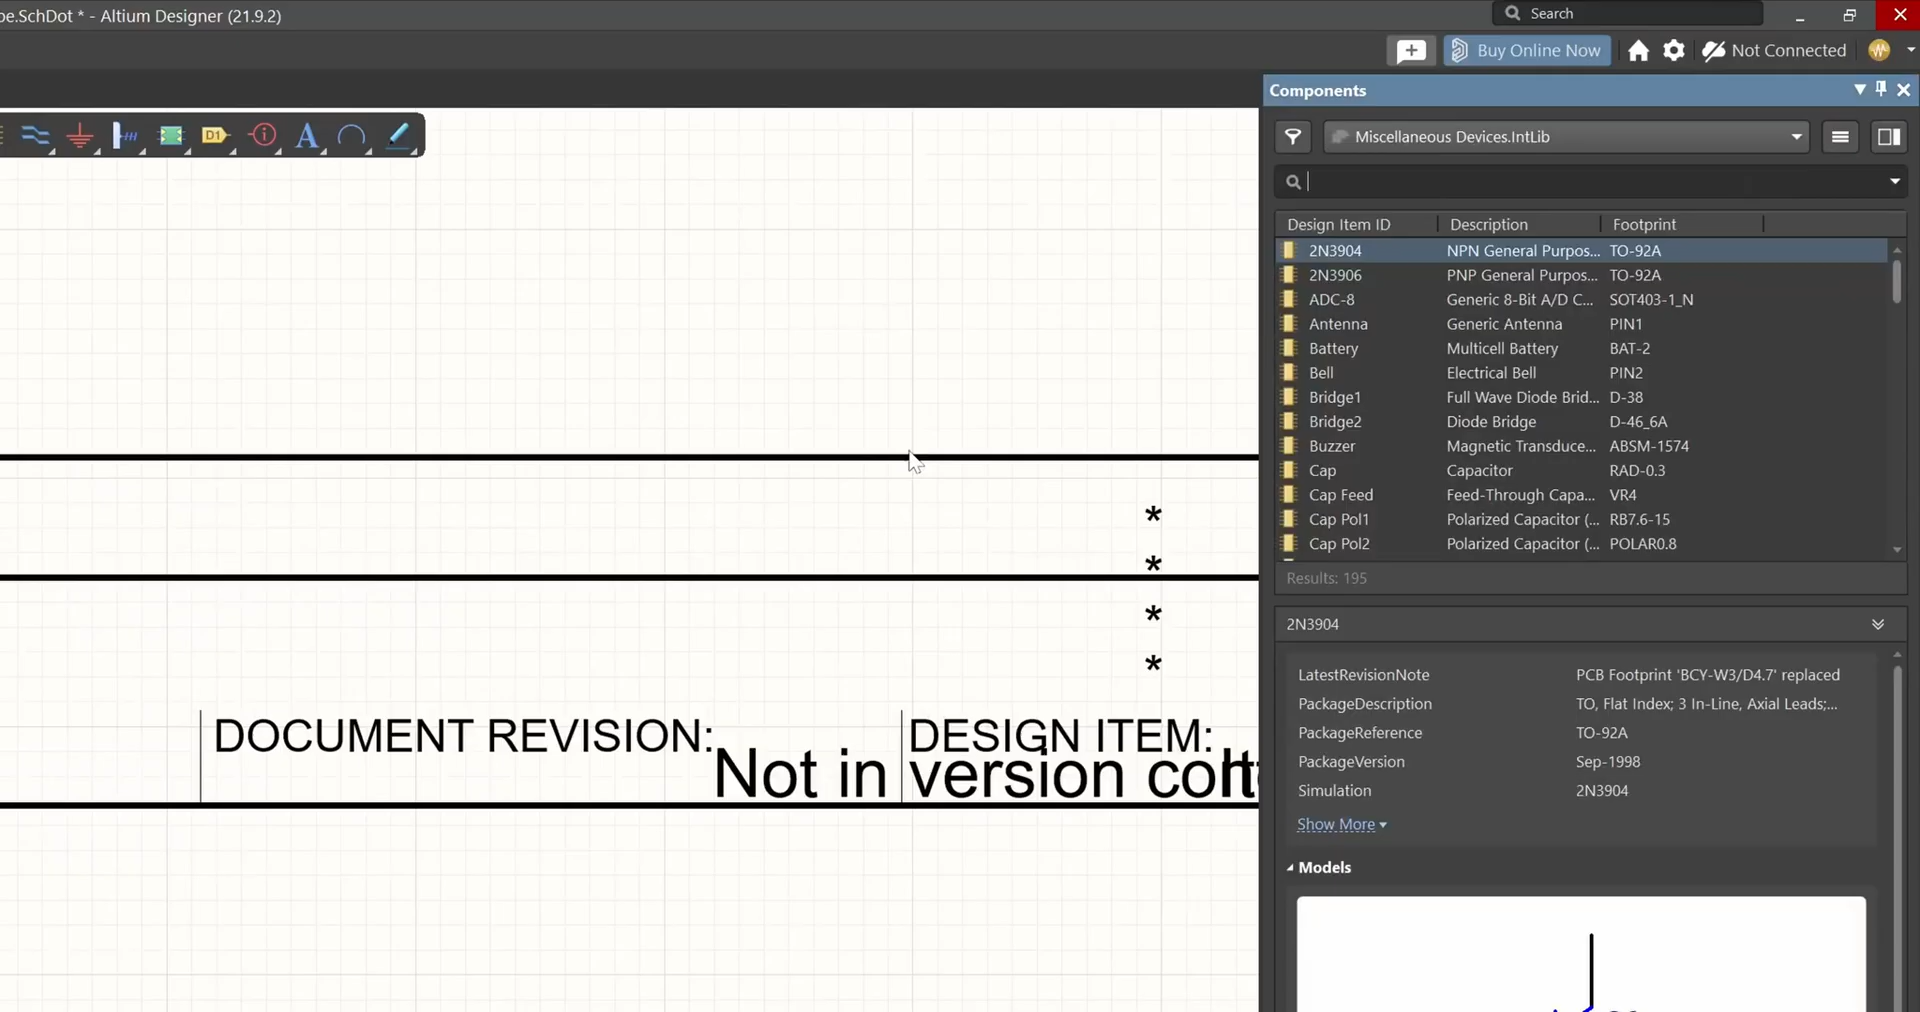 pe.SchDot * - Altium Designer (21.9.2)
Search
Buy Online Now
Not Connected
Components
D1
A
Miscellaneous Devices.IntLib
Design Item ID Description Footprint
2N3904 NPN General Purpos... TO-92A
2N3906 PNP General Purpos... TO-92A
ADC-8 Generic 8-Bit A/D C... SOT403-1_N
Antenna Generic Antenna PIN1
Battery Multicell Battery BAT-2
Bell Electrical Bell PIN2
Bridge1 Full Wave Diode Brid... D-38
Bridge2 Diode Bridge D-46_6A
Buzzer Magnetic Transduce... ABSM-1574
Cap Capacitor RAD-0.3
Cap Feed Feed-Through Capa... VR4
Cap Pol1 Polarized Capacitor (... RB7.6-15
Cap Pol2 Polarized Capacitor (... POLAR0.8
Results: 195
*
*
*
*
DOCUMENT REVISION: DESIGN ITEM:
Not in version
2N3904
LatestRevisionNote PCB Footprint 'BCY-W3/D4.7' replaced
PackageDescription TO, Flat Index; 3 In-Line, Axial Leads;...
PackageReference TO-92A
PackageVersion Sep-1998
Simulation 2N3904
Show More
Models